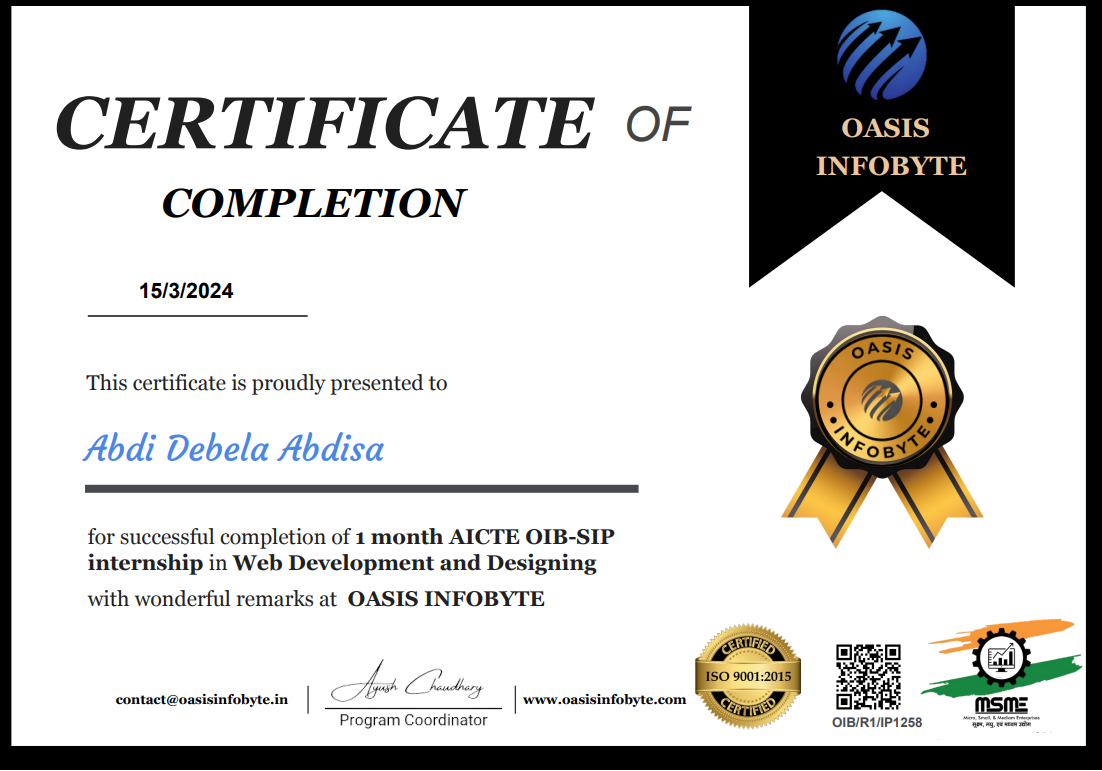 CERTIFICATE OF
COMPLETION
OASIS
INFOBYTE
15/3/2024
This certificate is proudly presented to
Abdi Debela Abdisa
OASIS
INFOBYTE
for successful completion of 1 month AICTE OIB-SIP
internship in Web Development and Designing
with wonderful remarks at OASIS INFOBYTE
contact@oasisinfobyte.in
Ayush Chaudhary
Program Coordinator
www.oasisinfobyte.com
CERTIFIED
ISO 9001:2015
CERTIFIED
OIB/R1/IP1258
MSME
Micro, Small, & Medium Enterprises
सूक्ष्म, लघु, एवं मध्यम उद्योग